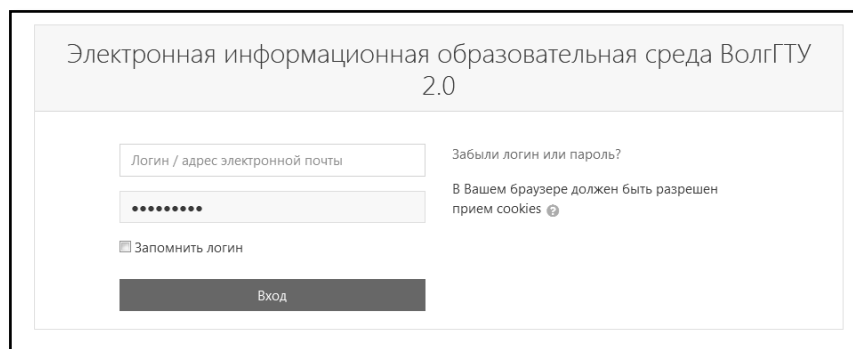 Электронная информационная образовательная среда ВолгГТУ
2.0
Логин / адрес электронной почты
Забыли логин или пароль?
В Вашем браузере должен быть разрешен
прием cookies ?
•••••••••
Запомнить логин
Вход